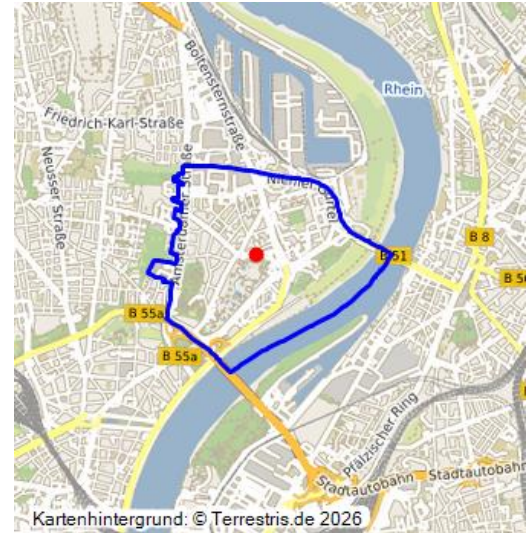 Boltensternstraße
Rhein
Friedrich-Karl-Straße
Neusser Straße
Niehler Gürtel
Amsterdamer Straße
B 8
B 51
B 55a
B 55a
Pfälzischer Ring
Stadtautobahn
Stadtautobahn
Kartenhintergrund: © Terrestris.de 2026